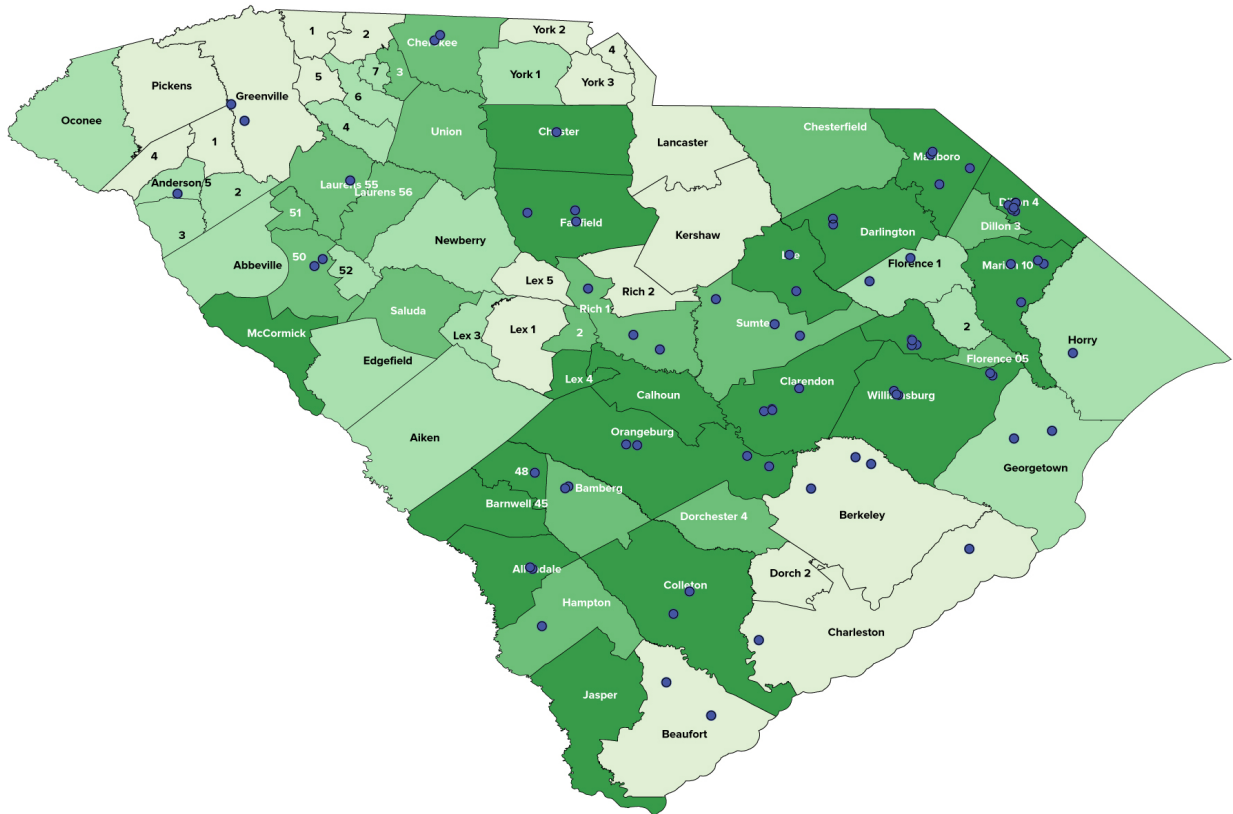 1
2
Cherokee
York 2
4
Pickens
5
7
3
York 1
York 3
Greenville
6
Oconee
4
Union
Chester
Chesterfield
1
Lancaster
4
Marlboro
Anderson 5
2
Laurens 55
Laurens 56
51
Dillon 4
3
Fairfield
Dillon 3
Newberry
Kershaw
Darlington
50
Abbeville
52
Lee
Florence 1
Marion 10
Lex 5
Rich 2
Saluda
Rich 1
McCormick
Lex 3
Lex 1
2
Sumter
2
Horry
Edgefield
Florence 05
Lex 4
Clarendon
Calhoun
Williamsburg
Aiken
Orangeburg
Georgetown
48
Bamberg
Barnwell 45
Dorchester 4
Berkeley
Allendale
Dorch 2
Colleton
Hampton
Charleston
Jasper
Beaufort